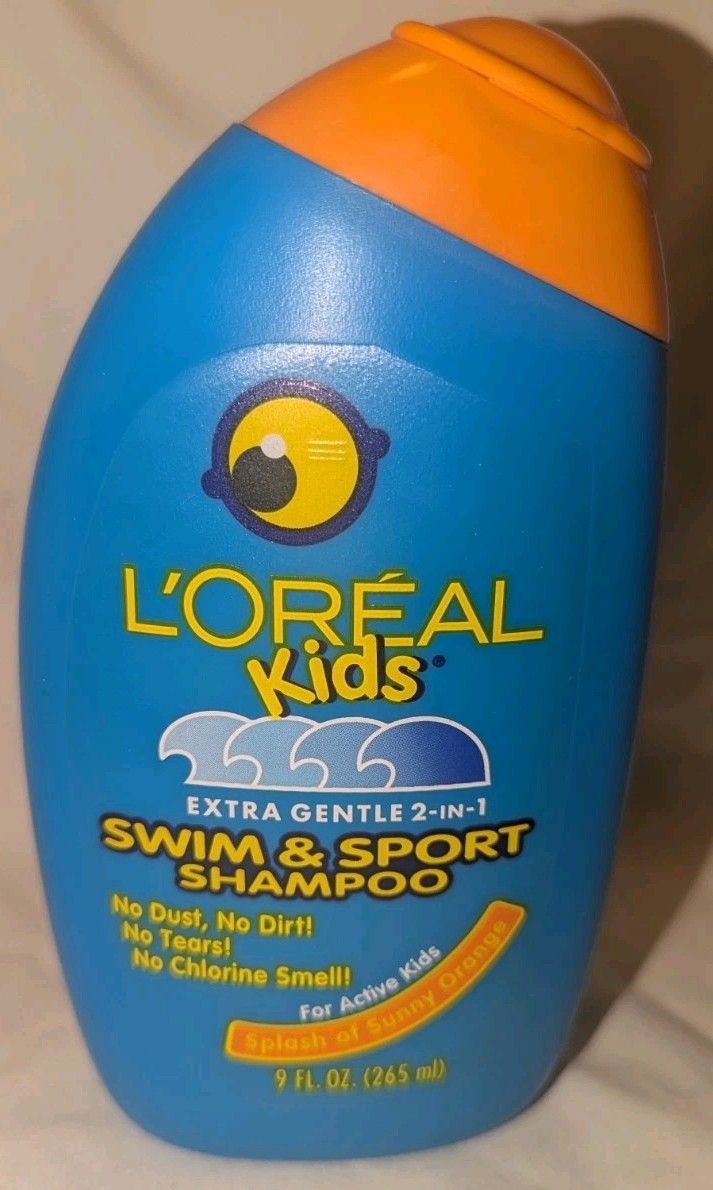 L'ORÉAL
Kids®
EXTRA GENTLE 2-IN-1
SWIM & SPORT
SHAMPOO
No Dust, No Dirt!
No Tears!
No Chlorine Smell!
For Active Kids
Splash of Sunny Orange
9 FL. OZ. (265 ml)